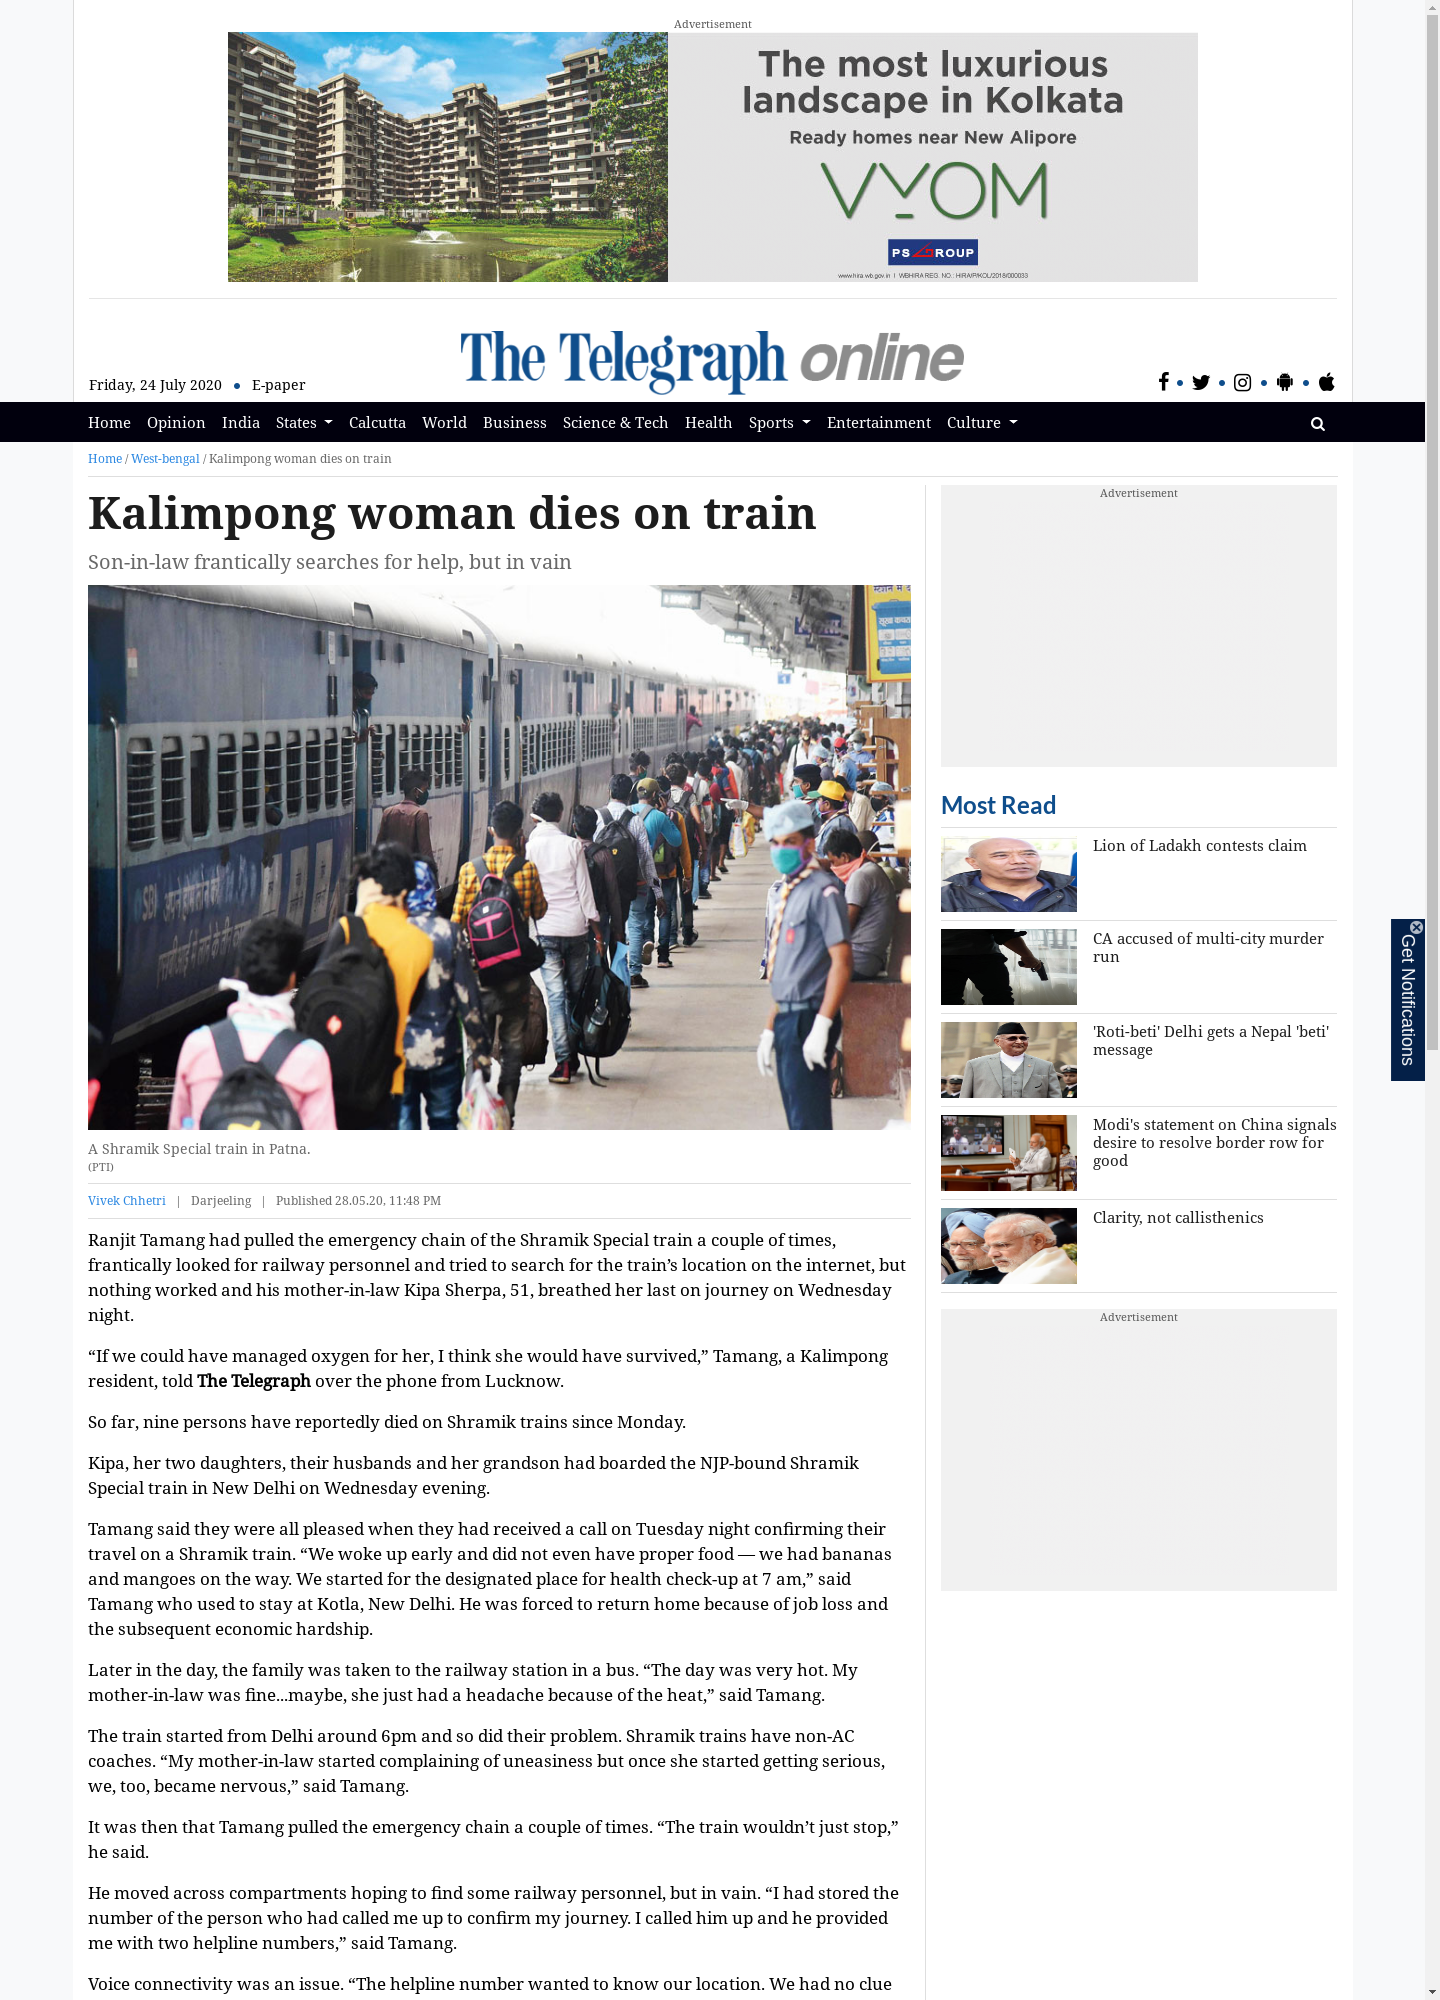 Advertisement
The most luxurious
landscape in Kolkata
Ready homes near New Alipore
VYOM
PS GROUP
www.hira.wb.gov.in I WBHIRA REG. NO.: HIRA/P/KOL/2018/000033
The Telegraph online
Friday, 24 July 2020 • E-paper
Home Opinion India States Calcutta World Business Science & Tech Health Sports Entertainment Culture
Home / West-bengal / Kalimpong woman dies on train
Kalimpong woman dies on train
Son-in-law frantically searches for help, but in vain
A Shramik Special train in Patna.
(PTI)
Vivek Chhetri | Darjeeling | Published 28.05.20, 11:48 PM
Ranjit Tamang had pulled the emergency chain of the Shramik Special train a couple of times,
frantically looked for railway personnel and tried to search for the train’s location on the internet, but
nothing worked and his mother-in-law Kipa Sherpa, 51, breathed her last on journey on Wednesday
night.
“If we could have managed oxygen for her, I think she would have survived,” Tamang, a Kalimpong
resident, told The Telegraph over the phone from Lucknow.
So far, nine persons have reportedly died on Shramik trains since Monday.
Kipa, her two daughters, their husbands and her grandson had boarded the NJP-bound Shramik
Special train in New Delhi on Wednesday evening.
Tamang said they were all pleased when they had received a call on Tuesday night confirming their
travel on a Shramik train. “We woke up early and did not even have proper food — we had bananas
and mangoes on the way. We started for the designated place for health check-up at 7 am,” said
Tamang who used to stay at Kotla, New Delhi. He was forced to return home because of job loss and
the subsequent economic hardship.
Later in the day, the family was taken to the railway station in a bus. “The day was very hot. My
mother-in-law was fine...maybe, she just had a headache because of the heat,” said Tamang.
The train started from Delhi around 6pm and so did their problem. Shramik trains have non-AC
coaches. “My mother-in-law started complaining of uneasiness but once she started getting serious,
we, too, became nervous,” said Tamang.
It was then that Tamang pulled the emergency chain a couple of times. “The train wouldn’t just stop,”
he said.
He moved across compartments hoping to find some railway personnel, but in vain. “I had stored the
number of the person who had called me up to confirm my journey. I called him up and he provided
me with two helpline numbers,” said Tamang.
Voice connectivity was an issue. “The helpline number wanted to know our location. We had no clue
Advertisement
Most Read
Lion of Ladakh contests claim
CA accused of multi-city murder
run
'Roti-beti' Delhi gets a Nepal 'beti'
message
Modi's statement on China signals
desire to resolve border row for
good
Clarity, not callisthenics
Advertisement
Get Notifications